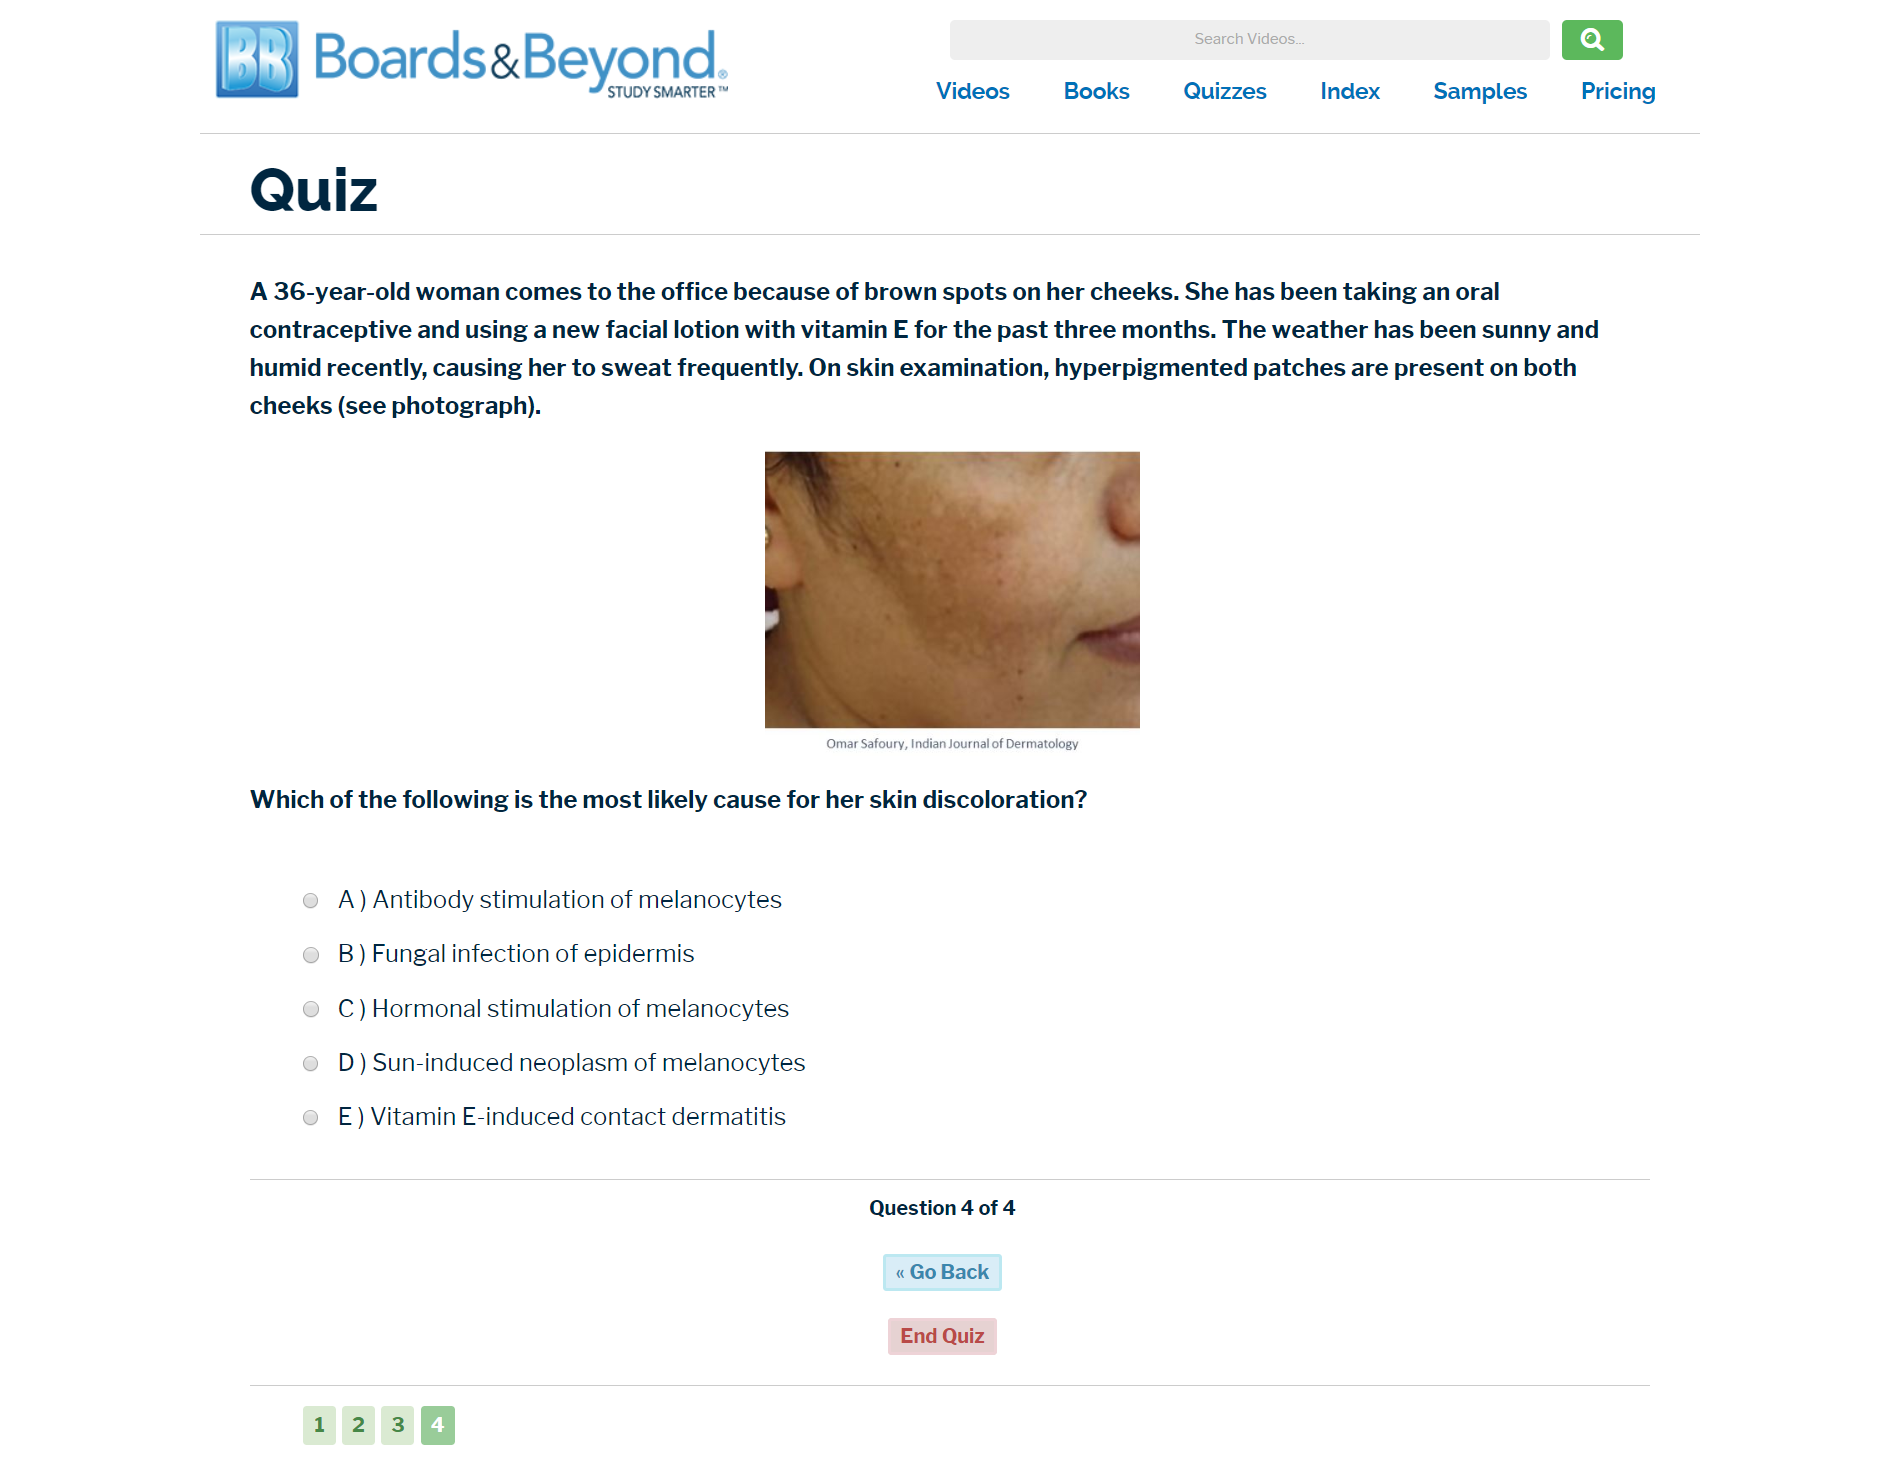 BB Boards&Beyond®
STUDY SMARTER™
Search Videos...
Videos Books Quizzes Index Samples Pricing
Quiz
A 36-year-old woman comes to the office because of brown spots on her cheeks. She has been taking an oral
contraceptive and using a new facial lotion with vitamin E for the past three months. The weather has been sunny and
humid recently, causing her to sweat frequently. On skin examination, hyperpigmented patches are present on both
cheeks (see photograph).
Omar Safoury, Indian Journal of Dermatology
Which of the following is the most likely cause for her skin discoloration?
A ) Antibody stimulation of melanocytes
B ) Fungal infection of epidermis
C ) Hormonal stimulation of melanocytes
D ) Sun-induced neoplasm of melanocytes
E ) Vitamin E-induced contact dermatitis
Question 4 of 4
« Go Back
End Quiz
1 2 3 4